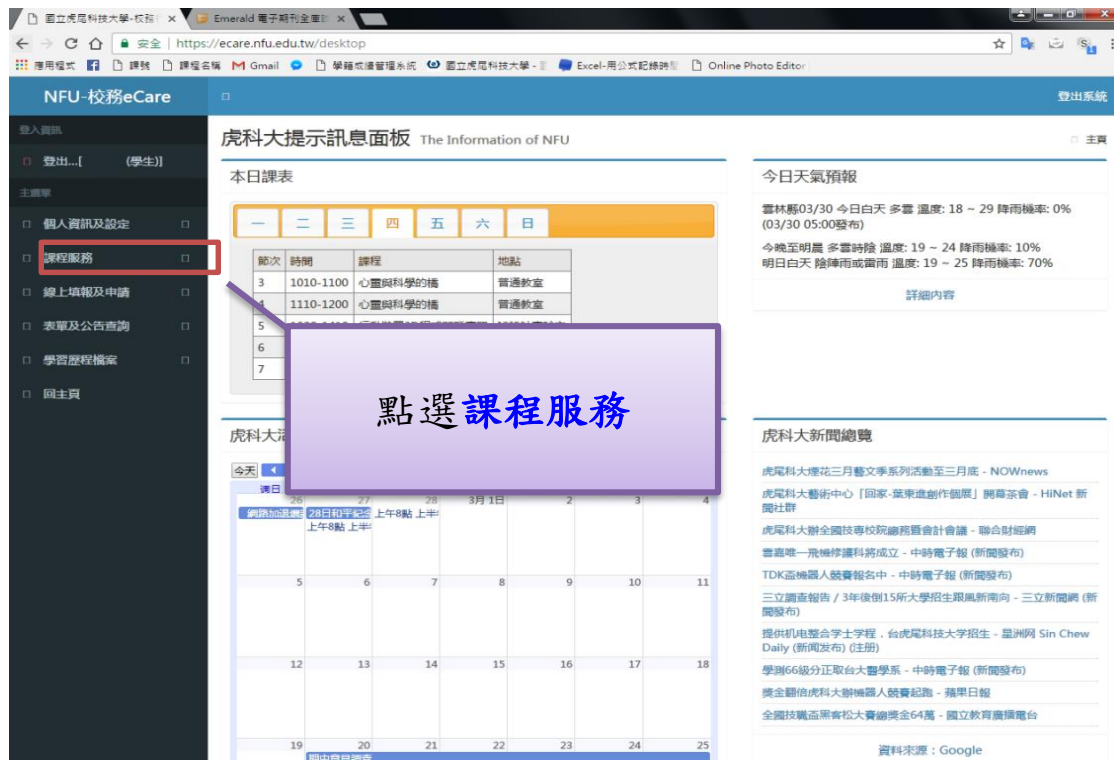 國立虎尾科技大學-校務
Emerald 電子期刊全庫
安全 | https://ecare.nfu.edu.tw/desktop
應用程式 課號 課程名稱 Gmail 學籍成績管理系統 國立虎尾科技大學 - Excel-用公式記錄時 Online Photo Editor
NFU-校務eCare
登出系統
登入資訊
登出...[ (學生)]
主選單
個人資訊及設定
課程服務
線上填報及申請
表單及公告查詢
學習歷程檔案
回主頁
虎科大提示訊息面板 The Information of NFU
主頁
本日課表
一 二 三 四 五 六 日
節次 時間 課程 地點
3 1010-1100 心靈與科學的橋 普通教室
4 1110-1200 心靈與科學的橋 普通教室
5
6
7
點選課程服務
今日天氣預報
雲林縣03/30 今日白天 多雲 溫度: 18 ~ 29 降雨機率: 0%
(03/30 05:00發布)
今晚至明晨 多雲時陰 溫度: 19 ~ 24 降雨機率: 10%
明日白天 陰陣雨或雷雨 溫度: 19 ~ 25 降雨機率: 70%
詳細內容
虎科大
今天
週日
26 27 28 3月 1日 2 3 4
網路加退選 28日和平紀念 上午8點 上半
上午8點 上半
5 6 7 8 9 10 11
12 13 14 15 16 17 18
19 20 21 22 23 24 25
虎科大新聞總覽
虎尾科大煙花三月藝文季系列活動至三月底 - NOWnews
虎尾科大藝術中心「回家-葉東進創作個展」開幕茶會 - HiNet 新
聞社群
虎尾科大辦全國技專校院總務暨會計會議 - 聯合財經網
雲嘉唯一飛機修護科將成立 - 中時電子報 (新聞發布)
TDK盃機器人競賽報名中 - 中時電子報 (新聞發布)
三立調查報告 / 3年後倒15所大學招生跟風新南向 - 三立新聞網 (新
聞發布)
提供机电整合学士学程．台虎尾科技大学招生 - 星洲网 Sin Chew
Daily (新闻发布) (注册)
學測66級分正取台大醫學系 - 中時電子報 (新聞發布)
獎金翻倍虎科大辦機器人競賽起跑 - 蘋果日報
全國技職盃黑客松大賽總獎金64萬 - 國立教育廣播電台
資料來源：Google